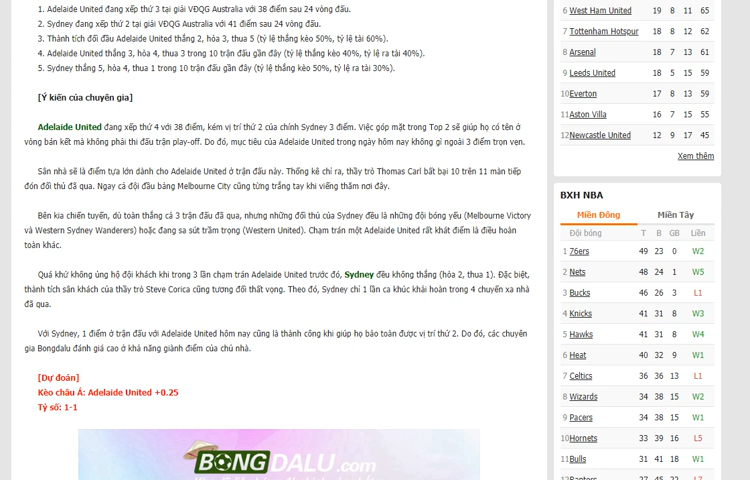 1. Adelaide United đang xếp thứ 3 tại giải VĐQG Australia với 38 điểm sau 24 vòng đấu.
2. Sydney đang xếp thứ 2 tại giải VĐQG Australia với 41 điểm sau 24 vòng đấu.
3. Thành tích đối đầu Adelaide United thắng 2, hòa 3, thua 5 (tỷ lệ thắng kèo 50%, tỷ lệ tài 60%).
4. Adelaide United thắng 3, hòa 4, thua 3 trong 10 trận đấu gần đây (tỷ lệ thắng kèo 40%, tỷ lệ ra tài 40%).
5. Sydney thắng 5, hòa 4, thua 1 trong 10 trận đấu gần đây (tỷ lệ thắng kèo 50%, tỷ lệ ra tài 30%).
[Ý kiến của chuyên gia]
Adelaide United đang xếp thứ 4 với 38 điểm, kém vị trí thứ 2 của chính Sydney 3 điểm. Việc góp mặt trong Top 2 sẽ giúp họ có tên ở
vòng bán kết mà không phải thi đấu trận play-off. Do đó, mục tiêu của Adelaide United trong ngày hôm nay không gì ngoài 3 điểm trọn vẹn.
Sân nhà sẽ là điểm tựa lớn dành cho Adelaide United ở trận đấu này. Thống kê chỉ ra, thầy trò Thomas Carl bất bại 10 trên 11 màn tiếp
đón đối thủ đã qua. Ngay cả đội đầu bảng Melbourne City cũng từng trắng tay khi viếng thăm nơi đây.
Bên kia chiến tuyến, dù toàn thắng cả 3 trận đấu đã qua, nhưng những đối thủ của Sydney đều là những đội bóng yếu (Melbourne Victory
và Western Sydney Wanderers) hoặc đang sa sút trầm trọng (Western United). Chạm trán một Adelaide United rất khát điểm là điều hoàn
toàn khác.
Quá khứ không ủng hộ đội khách khi trong 3 lần chạm trán Adelaide United trước đó, Sydney đều không thắng (hòa 2, thua 1). Đặc biệt,
thành tích sân khách của thầy trò Steve Corica cũng tương đối thất vọng. Theo đó, Sydney chỉ 1 lần ca khúc khải hoàn trong 4 chuyến xa nhà
đã qua.
Với Sydney, 1 điểm ở trận đấu với Adelaide United hôm nay cũng là thành công khi giúp họ bảo toàn được vị trí thứ 2. Do đó, các chuyên
gia Bongdalu đánh giá cao ở khả năng giành điểm của chủ nhà.
[Dự đoán]
Kèo châu Á: Adelaide United +0.25
Tỷ số: 1-1
BONGDALU.com
6 West Ham United 19 8 11 65
7 Tottenham Hotspur 18 8 12 62
8 Arsenal 18 7 13 61
9 Leeds United 18 5 15 59
10 Everton 17 8 13 59
11 Aston Villa 16 7 15 55
12 Newcastle United 12 9 17 45
Xem thêm
BXH NBA
Miền Đông Miền Tây
Đội bóng T B GB Liên
1 76ers 49 23 0 W2
2 Nets 48 24 1 W5
3 Bucks 46 26 3 L1
4 Knicks 41 31 8 W3
5 Hawks 41 31 8 W4
6 Heat 40 32 9 W1
7 Celtics 36 36 13 L1
8 Wizards 34 38 15 W2
9 Pacers 34 38 15 W1
10 Hornets 33 39 16 L5
11 Bulls 31 41 18 W1